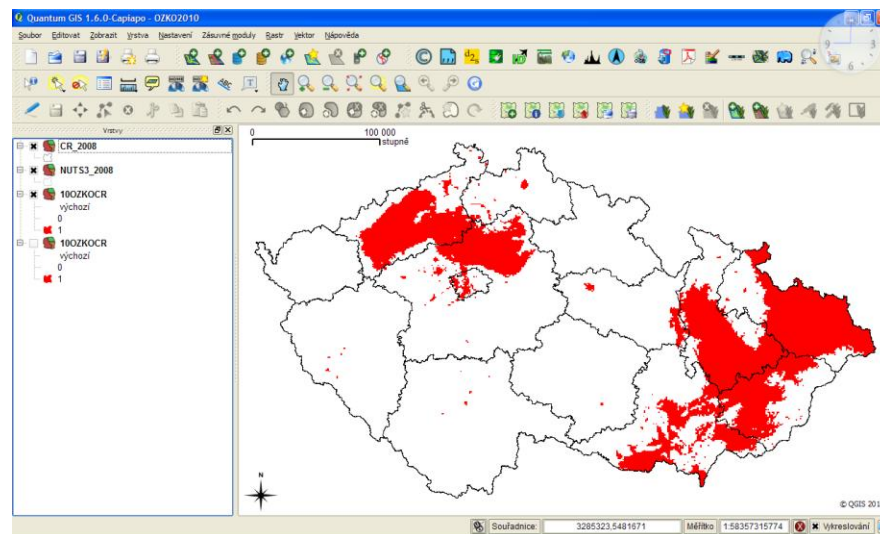 Quantum GIS 1.6.0-Capiapo - OZKO2010
Soubor Editovat Zobrazit Vrstva Nastavení Zásuvné moduly Rastr Vektor Nápověda
Vrstvy
CR_2008
NUTS3_2008
10OZKOCR
výchozí
0
1
10OZKOCR
výchozí
0
1
0 100 000
stupně
N
© QGIS 201
Souřadnice: 3285323,5481671 Měřítko 1:58357315774 Vykreslování